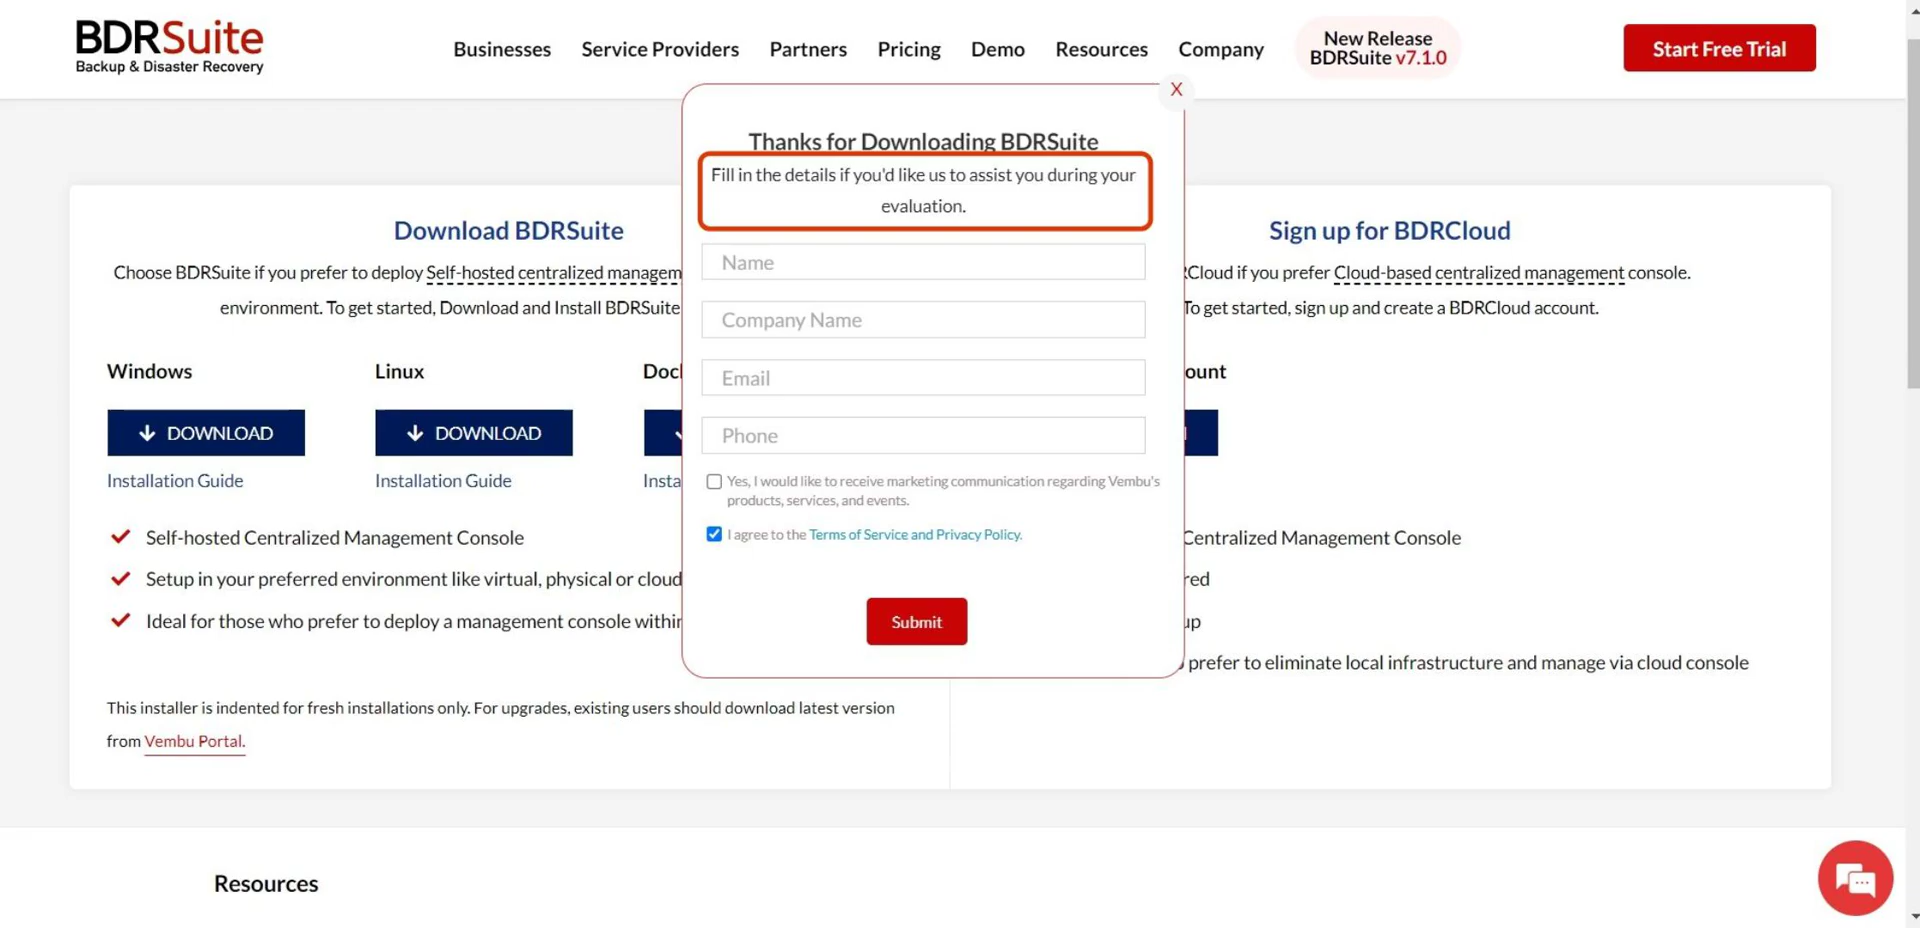 BDRSuite
Backup & Disaster Recovery
Businesses
Service Providers
Partners
Pricing
Demo
Resources
Company
New Release
BDRSuite v7.1.0
Start Free Trial
X
Thanks for Downloading BDRSuite
Fill in the details if you'd like us to assist you during your
evaluation.
Name
Company Name
Email
Phone
Yes, I would like to receive marketing communication regarding Vembu's
products, services, and events.
I agree to the Terms of Service and Privacy Policy.
Submit
Download BDRSuite
Choose BDRSuite if you prefer to deploy Self-hosted centralized managem
environment. To get started, Download and Install BDRSuite
Windows
Linux
DOWNLOAD
DOWNLOAD
Installation Guide
Installation Guide
Insta
Self-hosted Centralized Management Console
Setup in your preferred environment like virtual, physical or cloud
Ideal for those who prefer to deploy a management console within
This installer is indented for fresh installations only. For upgrades, existing users should download latest version
from Vembu Portal.
Sign up for BDRCloud
RCloud if you prefer Cloud-based centralized management console.
To get started, sign up and create a BDRCloud account.
ount
Centralized Management Console
red
up
prefer to eliminate local infrastructure and manage via cloud console
Resources